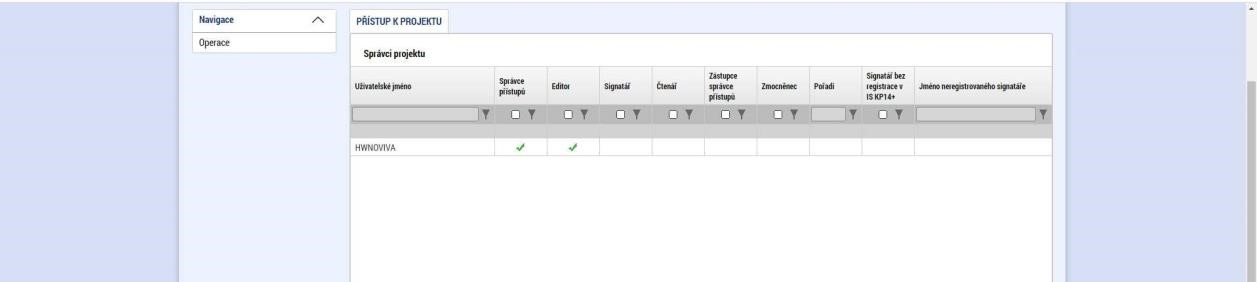 Navigace
Operace
PŘÍSTUP K PROJEKTU
Správci projektu
Uživatelské jméno
Správce
přístupů
Editor
Signatář
Čtenář
Zástupce
správce
přístupů
Zmocněnec
Pořadí
Signatář bez
registrace v
IS KP14+
Jméno neregistrovaného signatáře
HWNOVIVA